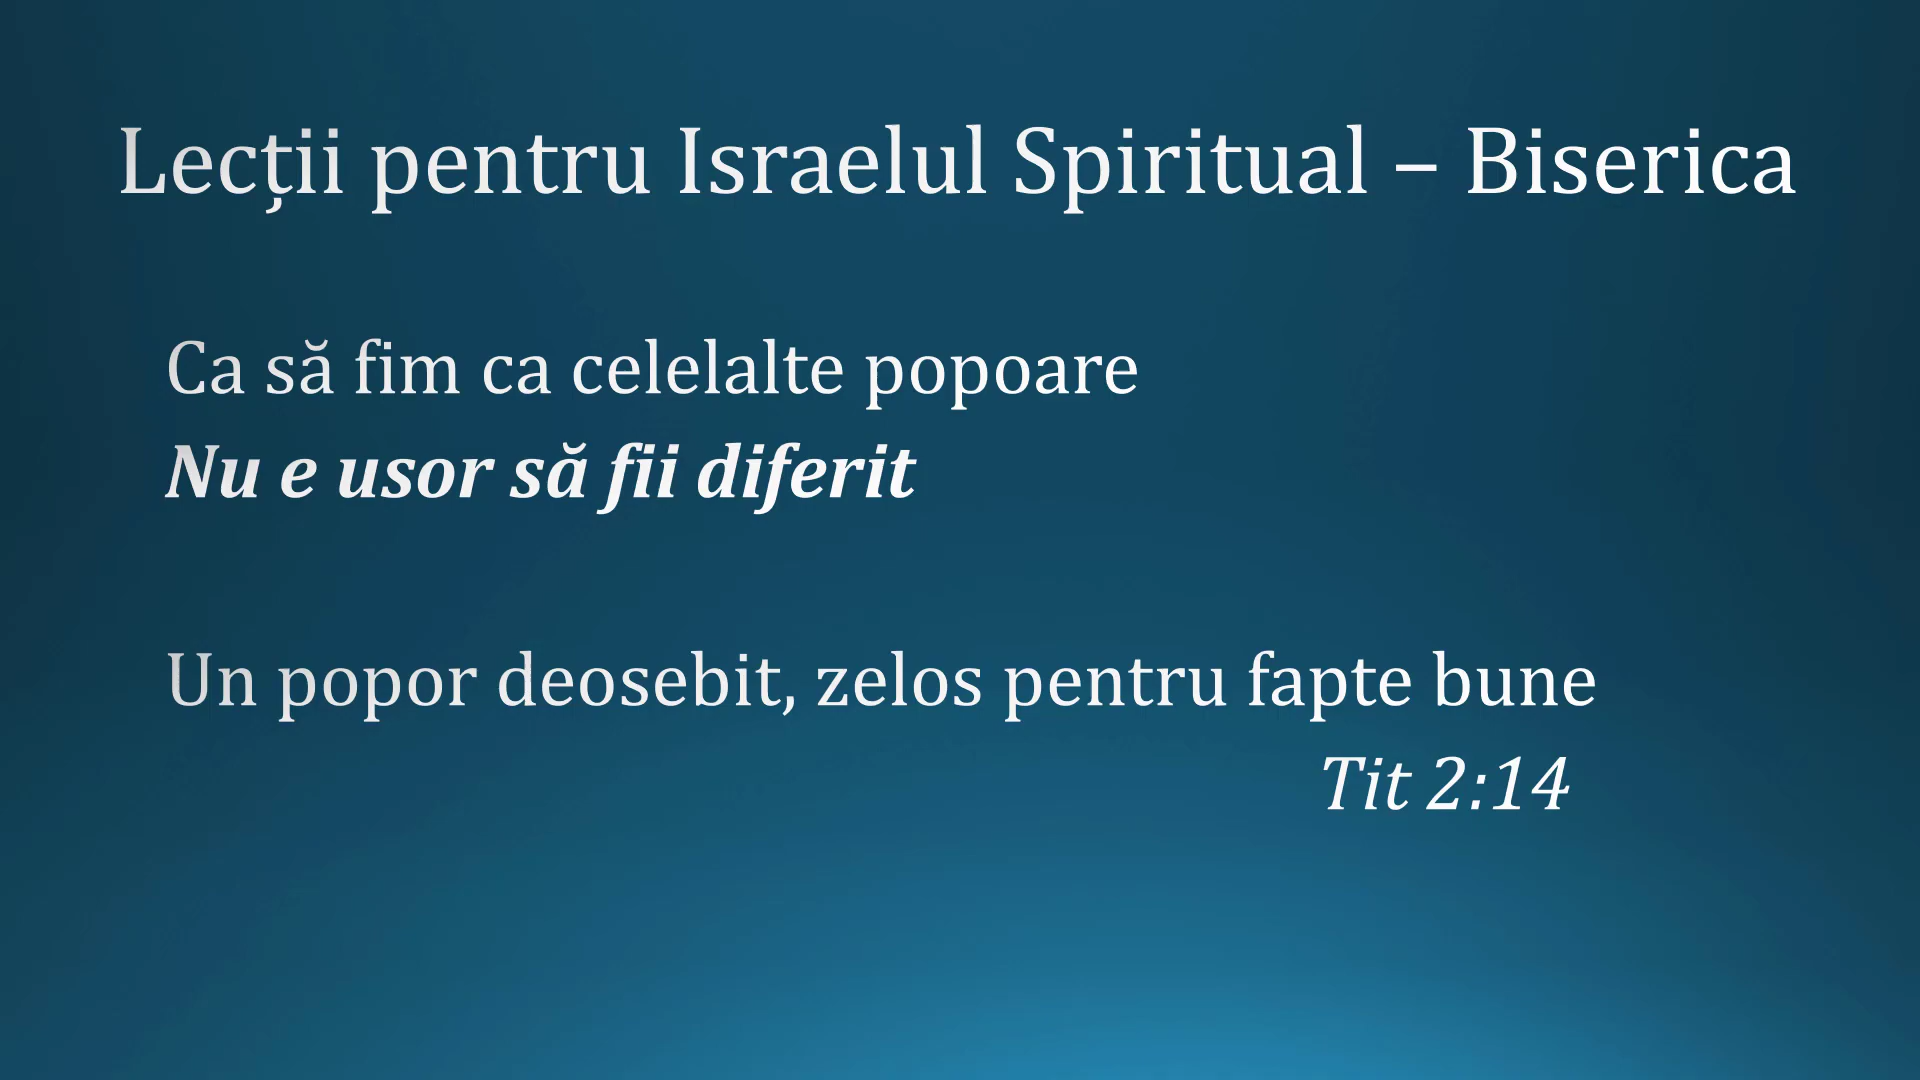 Lecții pentru Israelul Spiritual – Biserica
Ca să fim ca celelalte popoare
Nu e usor să fii diferit
Un popor deosebit, zelos pentru fapte bune
Tit 2:14